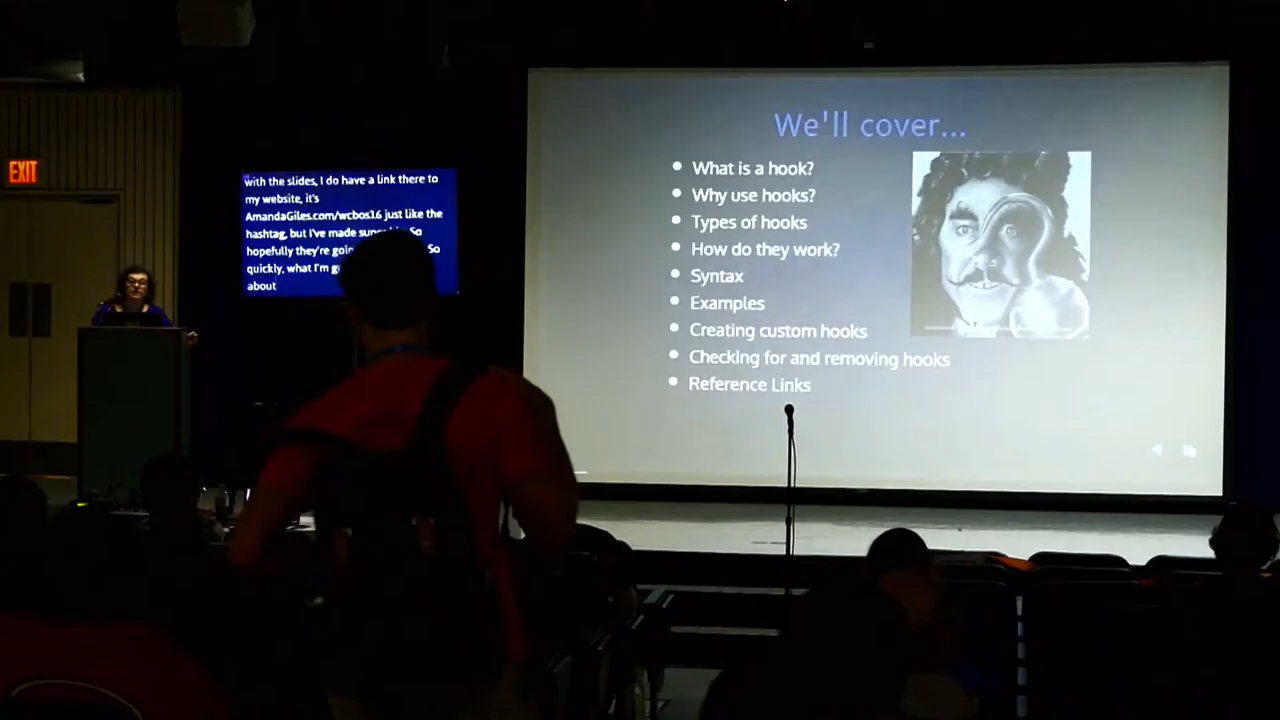 EXIT
with the slides, I do have a link there to
my website, it's
AmandaGiles.com/wcbos16 just like the
hashtag, but I've made So
hopefully they're So
quickly, what I'm
about
We'll cover...
What is a hook?
Why use hooks?
Types of hooks
How do they work?
Syntax
Examples
Creating custom hooks
Checking for and removing hooks
Reference Links